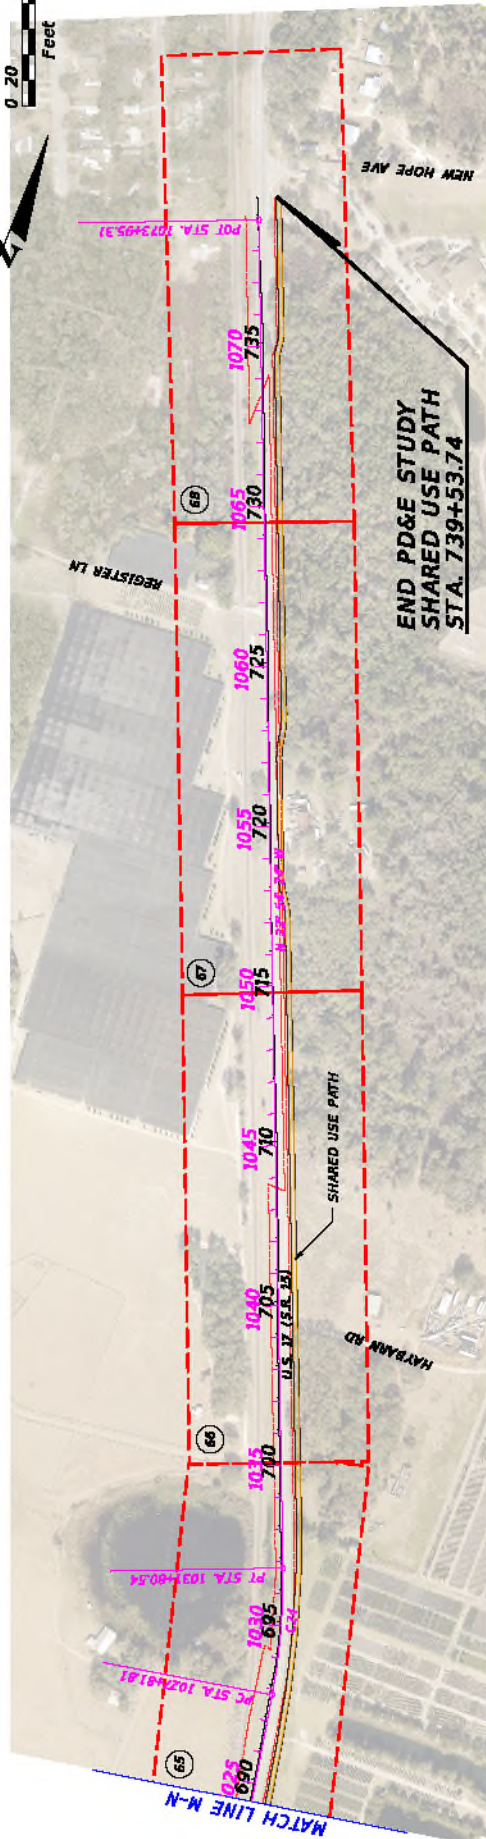 0 20
Feet
NEW HOPE AVE
POT STA. 1073+95.31
1070
735
END PD&E STUDY
SHARED USE PATH
STA. 739+53.74
68
1065
730
REGISTER LN
1060
725
1055
720
67
1050
715
1045
710
SHARED USE PATH
1040
705
U.S. 17 (S.R. 15)
HAYBARN RD
66
1035
700
PT STA. 1031+80.54
1030
695
C24
PC STA. 1027+81.81
65
025
690
MATCH LINE M-N